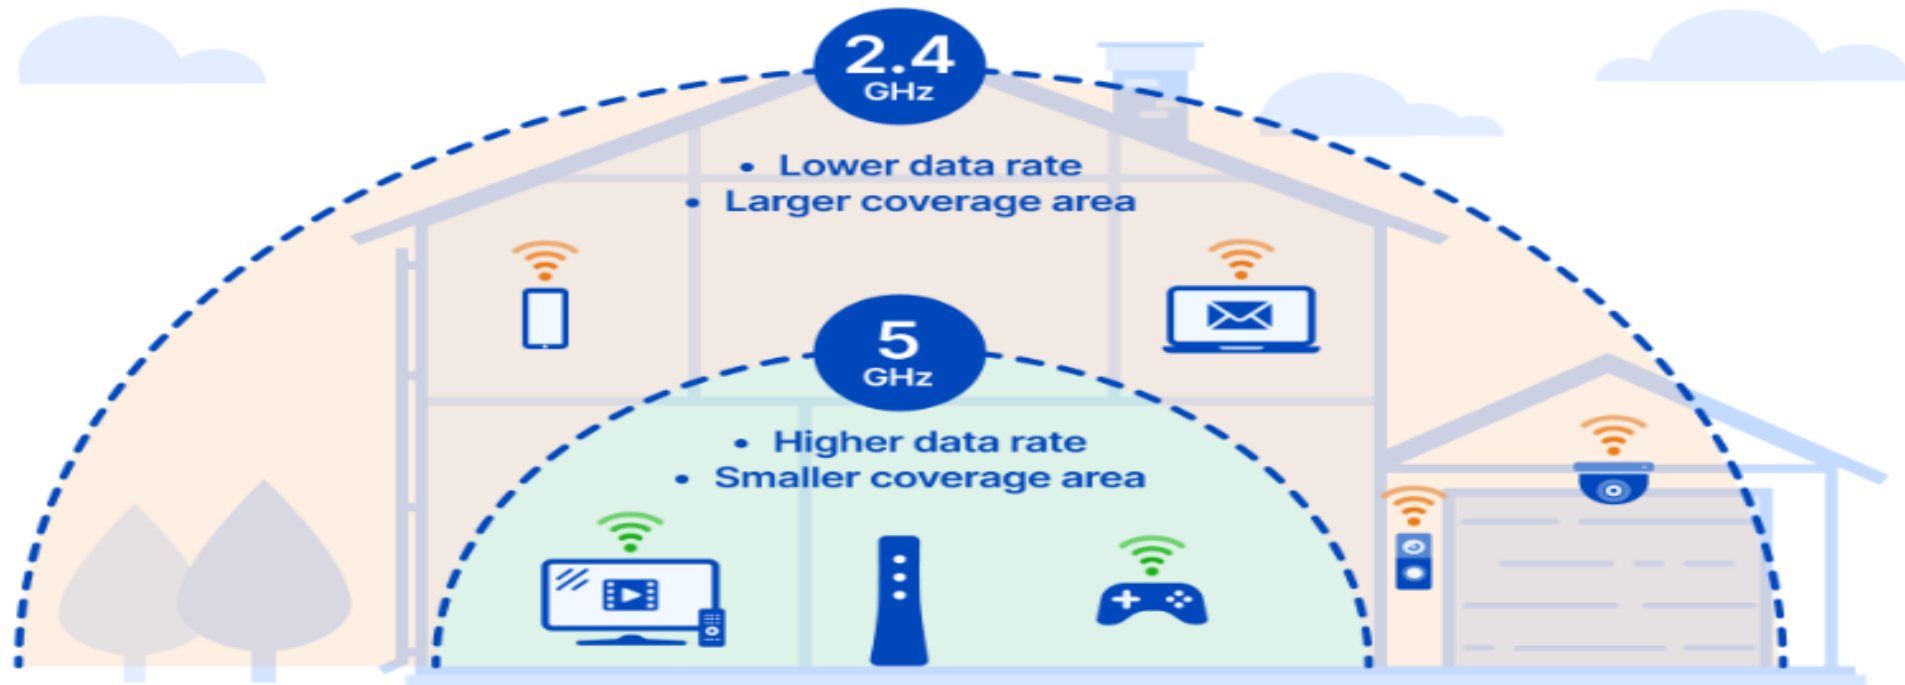 2.4
GHz
• Lower data rate
• Larger coverage area
5
GHz
• Higher data rate
• Smaller coverage area